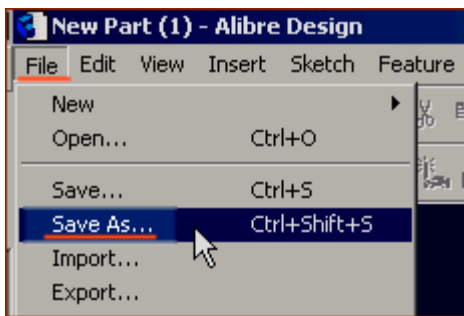 New Part (1) - Alibre Design
File Edit View Insert Sketch Feature
New
Open... Ctrl+O
Save... Ctrl+S
Save As... Ctrl+Shift+S
Import...
Export...